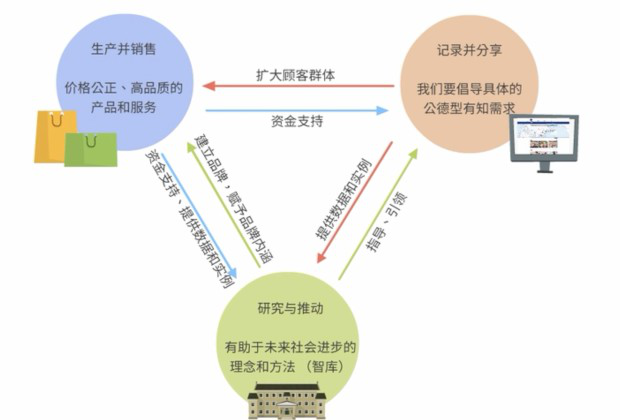 生产并销售
价格公正、高品质的
产品和服务
扩大顾客群体
资金支持
记录并分享
我们要倡导具体的
公德型有知需求
资金支持、提供数据和实例
建立品牌，赋予品牌内涵
提供数据和实例
指导、引领
研究与推动
有助于未来社会进步的
理念和方法 （智库）